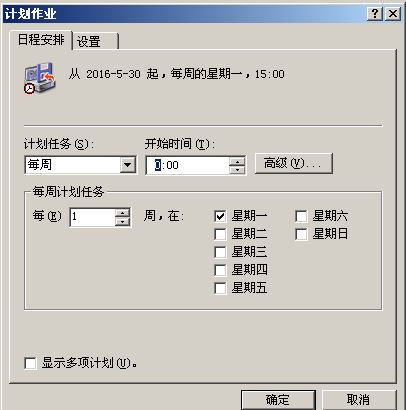 计划作业
日程安排 设置
从 2016-5-30 起，每周的星期一，15:00
计划任务(S): 开始时间(T):
每周 0:00 高级(V)...
每周计划任务
每(E) 1 周，在: 星期一 星期六
星期二 星期日
星期三
星期四
星期五
显示多项计划(U)。
确定 取消